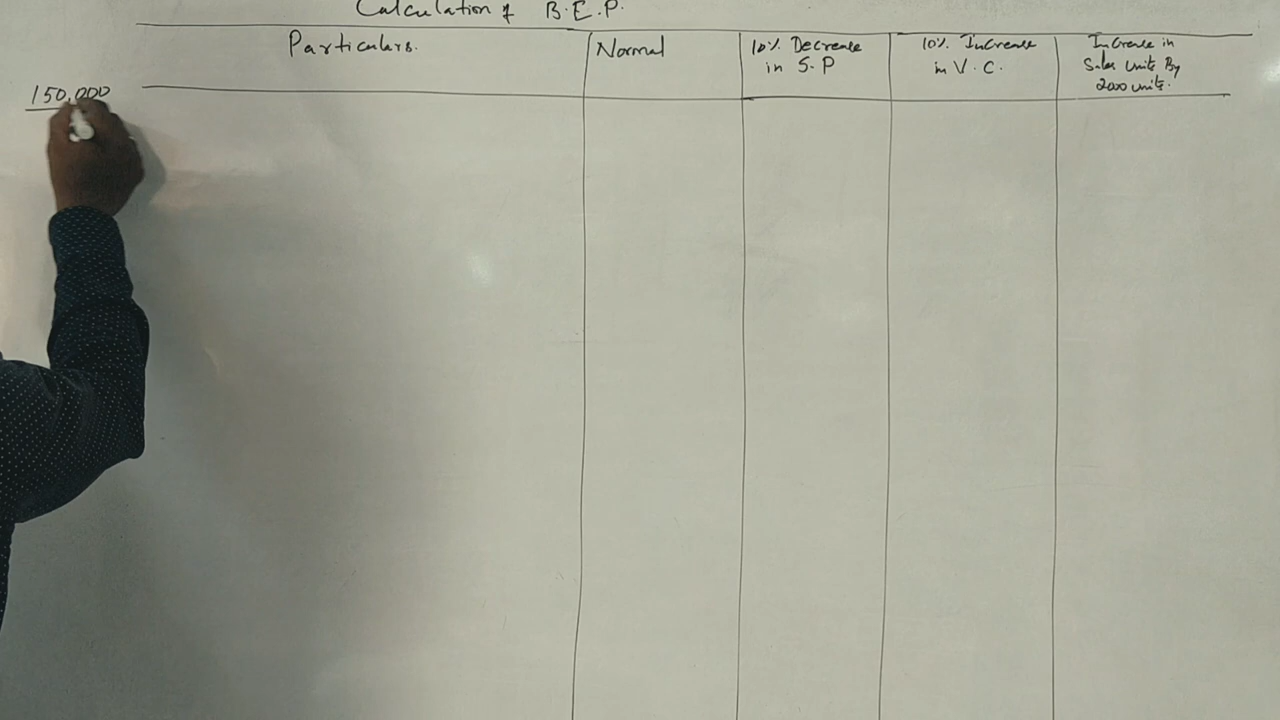 Calculation of B.E.P.
Particulars.
Normal
10% Decrease
in S.P
10% Increase
in V.C.
Increase in
Sales Units By
2000 units.
150,000